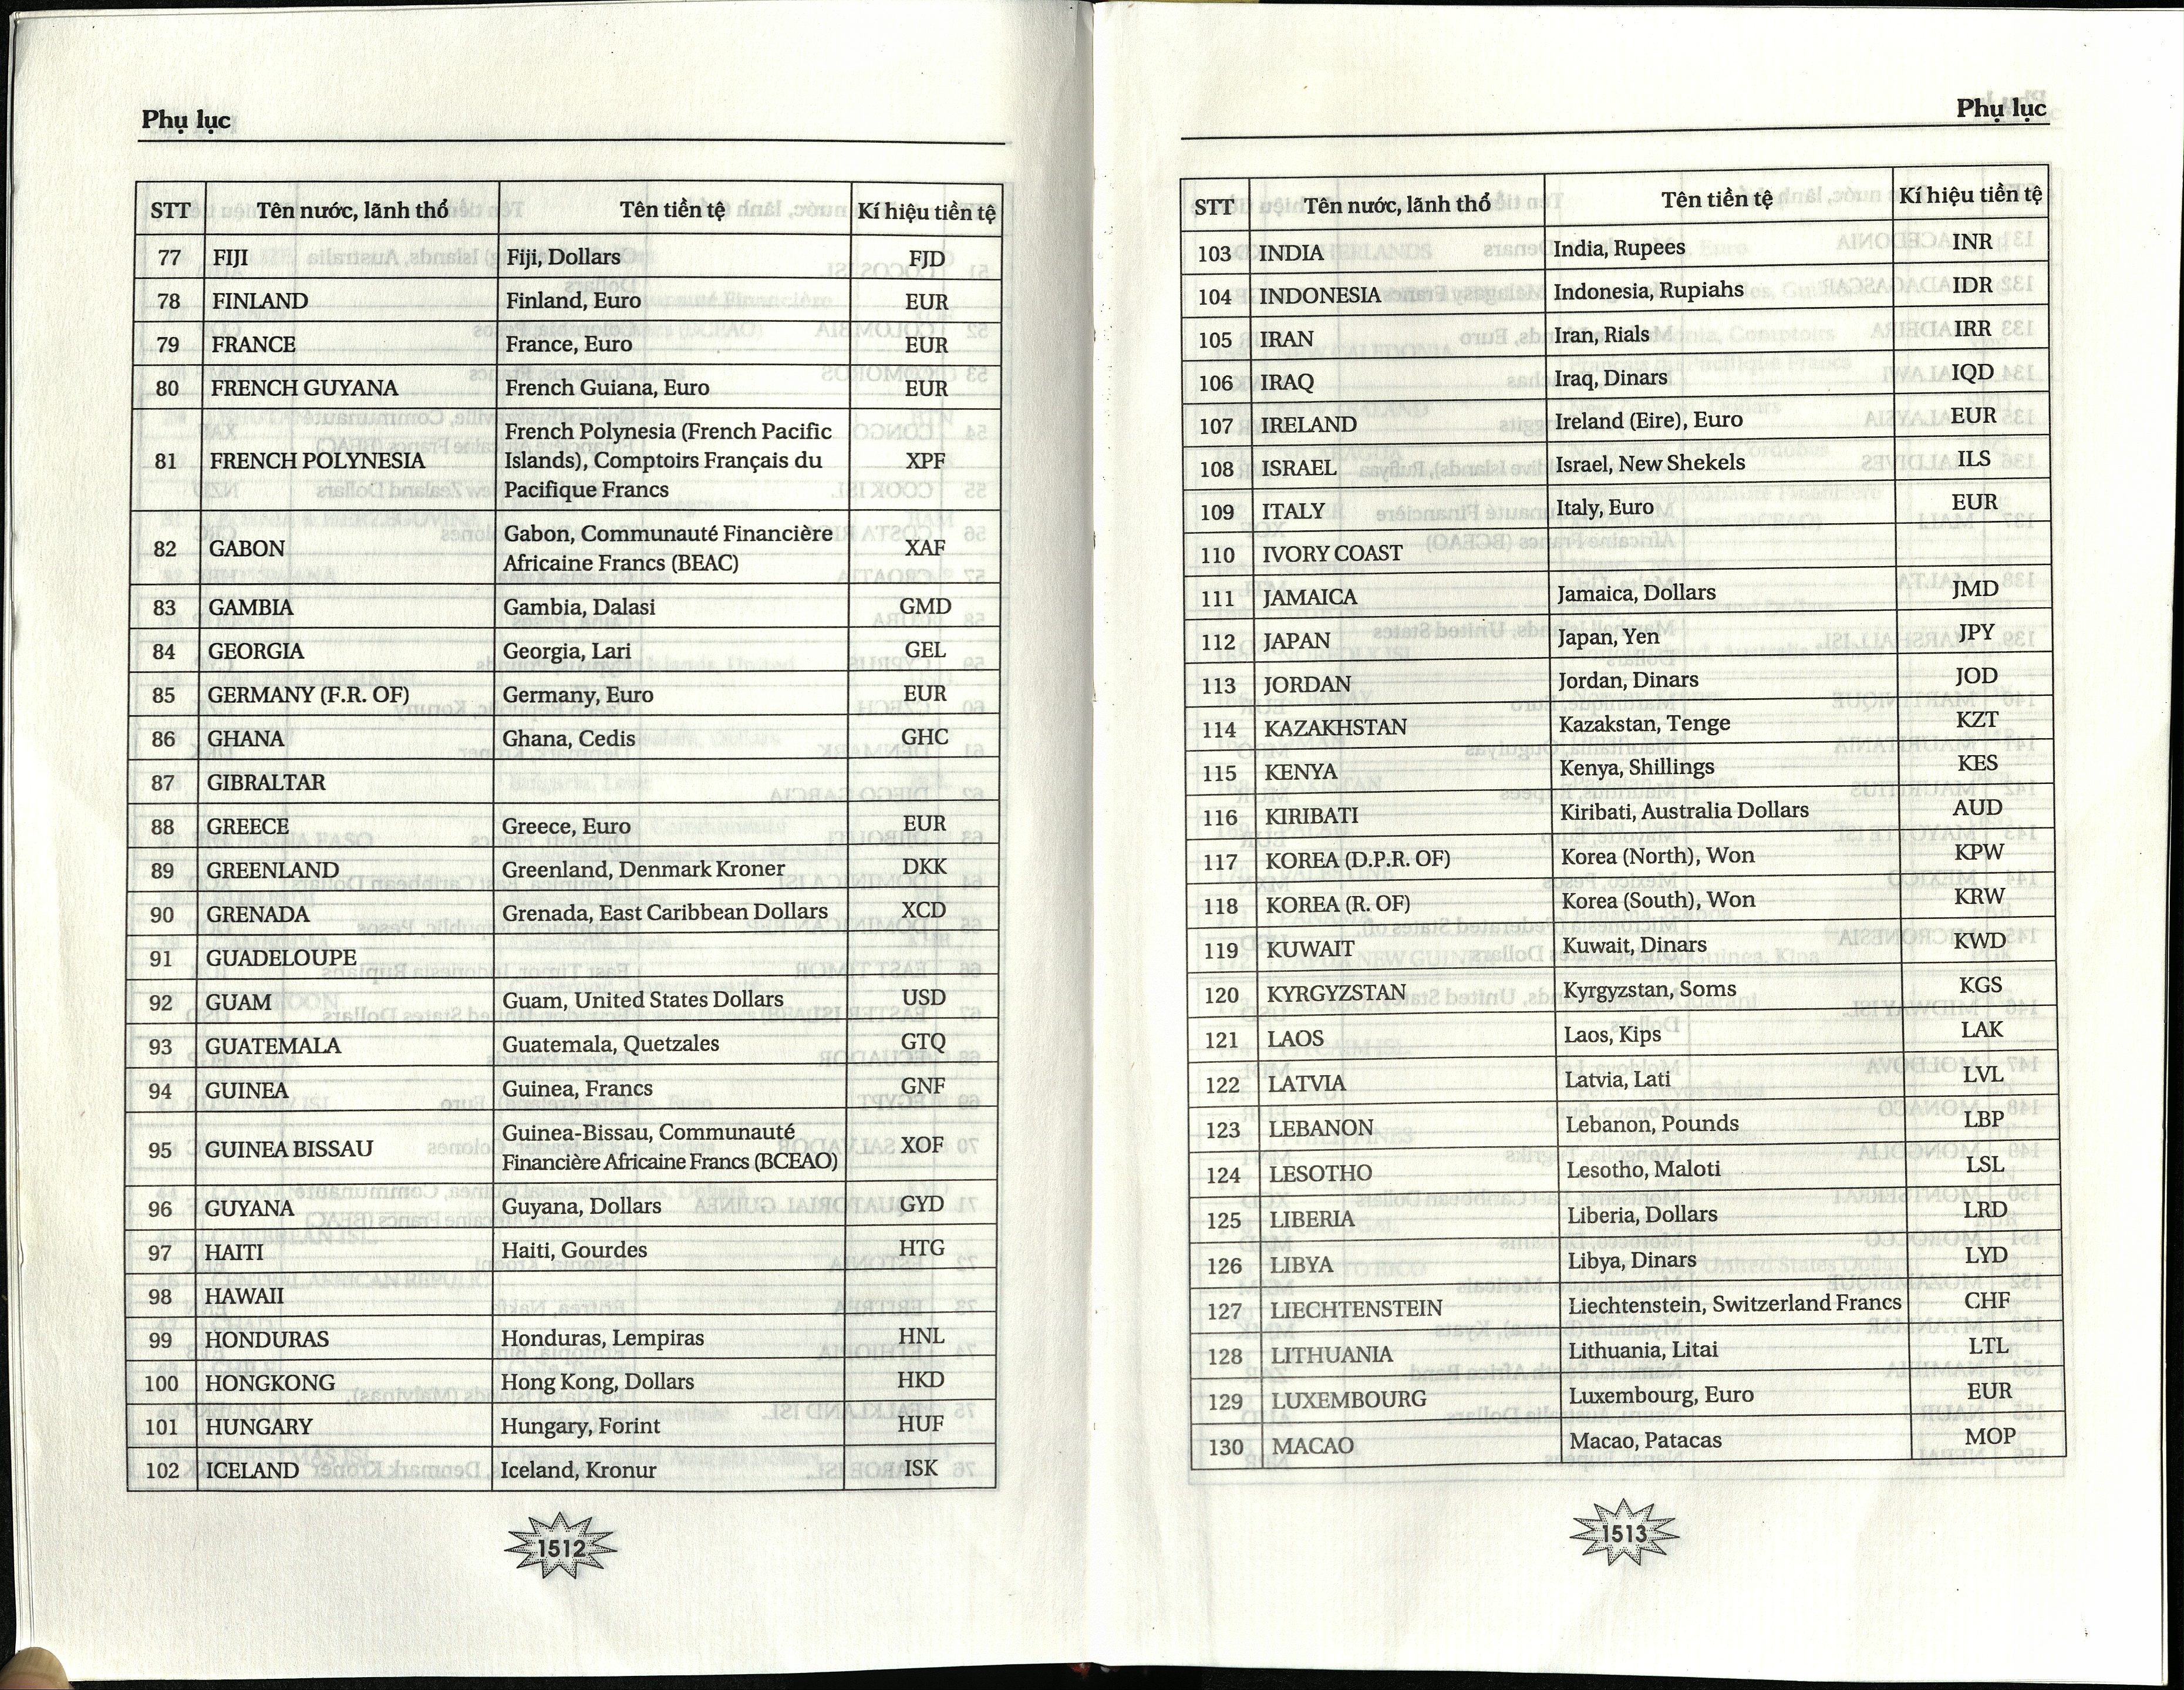 Phụ lục
STT Tên nước, lãnh thổ Tên tiền tệ Kí hiệu tiền tệ
77 FIJI Fiji, Dollars FJD
78 FINLAND Finland, Euro EUR
79 FRANCE France, Euro EUR
80 FRENCH GUYANA French Guiana, Euro EUR
81 FRENCH POLYNESIA French Polynesia (French Pacific
Islands), Comptoirs Français du
Pacifique Francs XPF
82 GABON Gabon, Communauté Financière
Africaine Francs (BEAC) XAF
83 GAMBIA Gambia, Dalasi GMD
84 GEORGIA Georgia, Lari GEL
85 GERMANY (F.R. OF) Germany, Euro EUR
86 GHANA Ghana, Cedis GHC
87 GIBRALTAR
88 GREECE Greece, Euro EUR
89 GREENLAND Greenland, Denmark Kroner DKK
90 GRENADA Grenada, East Caribbean Dollars XCD
91 GUADELOUPE
92 GUAM Guam, United States Dollars USD
93 GUATEMALA Guatemala, Quetzales GTQ
94 GUINEA Guinea, Francs GNF
95 GUINEA BISSAU Guinea-Bissau, Communauté
Financière Africaine Francs (BCEAO) XOF
96 GUYANA Guyana, Dollars GYD
97 HAITI Haiti, Gourdes HTG
98 HAWAII
99 HONDURAS Honduras, Lempiras HNL
100 HONGKONG Hong Kong, Dollars HKD
101 HUNGARY Hungary, Forint HUF
102 ICELAND Iceland, Kronur ISK
1512
Phụ lục
STT Tên nước, lãnh thổ Tên tiền tệ Kí hiệu tiền tệ
103 INDIA India, Rupees INR
104 INDONESIA Indonesia, Rupiahs IDR
105 IRAN Iran, Rials IRR
106 IRAQ Iraq, Dinars IQD
107 IRELAND Ireland (Eire), Euro EUR
108 ISRAEL Israel, New Shekels ILS
109 ITALY Italy, Euro EUR
110 IVORY COAST
111 JAMAICA Jamaica, Dollars JMD
112 JAPAN Japan, Yen JPY
113 JORDAN Jordan, Dinars JOD
114 KAZAKHSTAN Kazakstan, Tenge KZT
115 KENYA Kenya, Shillings KES
116 KIRIBATI Kiribati, Australia Dollars AUD
117 KOREA (D.P.R. OF) Korea (North), Won KPW
118 KOREA (R. OF) Korea (South), Won KRW
119 KUWAIT Kuwait, Dinars KWD
120 KYRGYZSTAN Kyrgyzstan, Soms KGS
121 LAOS Laos, Kips LAK
122 LATVIA Latvia, Lati LVL
123 LEBANON Lebanon, Pounds LBP
124 LESOTHO Lesotho, Maloti LSL
125 LIBERIA Liberia, Dollars LRD
126 LIBYA Libya, Dinars LYD
127 LIECHTENSTEIN Liechtenstein, Switzerland Francs CHF
128 LITHUANIA Lithuania, Litai LTL
129 LUXEMBOURG Luxembourg, Euro EUR
130 MACAO Macao, Patacas MOP
1513